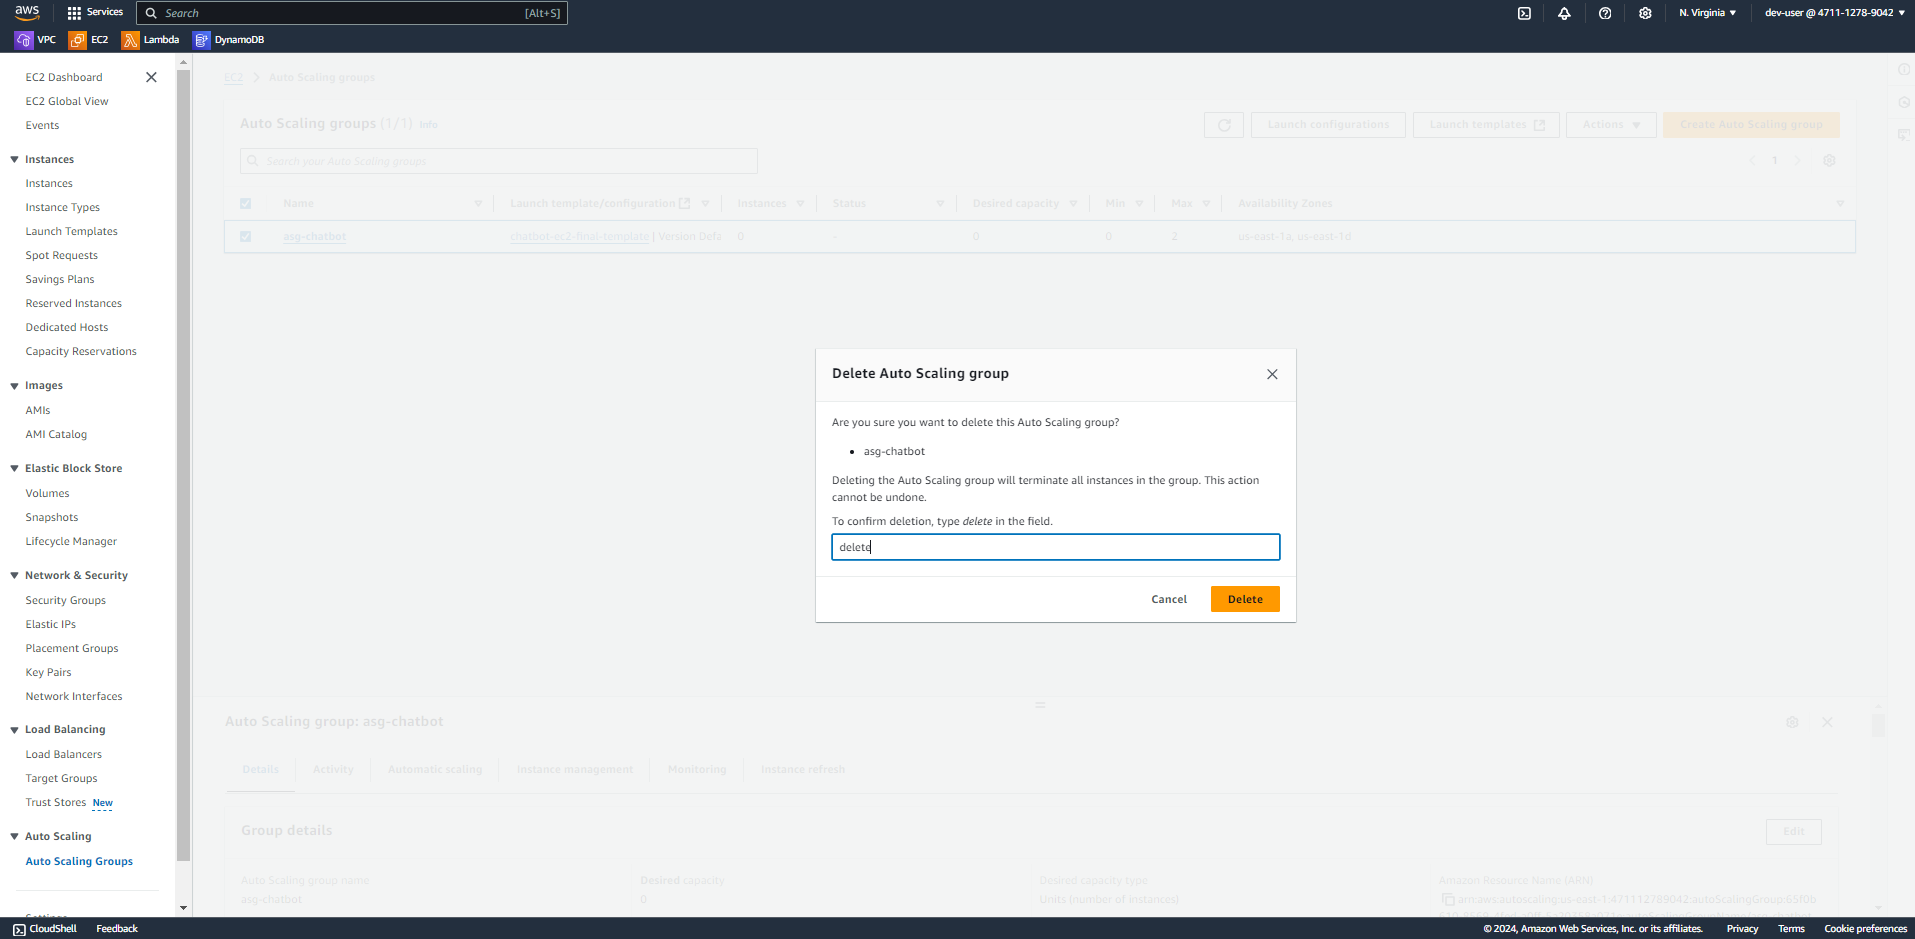 aws
Services
Search
[Alt+S]
N. Virginia
dev-user @ 4711-1278-9042
VPC
EC2
Lambda
DynamoDB
EC2 Dashboard
EC2 Global View
Events
Instances
Instances
Instance Types
Launch Templates
Spot Requests
Savings Plans
Reserved Instances
Dedicated Hosts
Capacity Reservations
Images
AMIs
AMI Catalog
Elastic Block Store
Volumes
Snapshots
Lifecycle Manager
Network & Security
Security Groups
Elastic IPs
Placement Groups
Key Pairs
Network Interfaces
Load Balancing
Load Balancers
Target Groups
Trust Stores New
Auto Scaling
Auto Scaling Groups
Settings
EC2 > Auto Scaling groups
Auto Scaling groups (1/1) Info
Launch configurations
Launch templates
Actions
Create Auto Scaling group
Search your Auto Scaling groups
1
Name Launch template/configuration Instances Status Desired capacity Min Max Availability Zones
asg-chatbot chatbot-ec2-final-template | Version Defa 0 - 0 0 2 us-east-1a, us-east-1d
Delete Auto Scaling group
Are you sure you want to delete this Auto Scaling group?
• asg-chatbot
Deleting the Auto Scaling group will terminate all instances in the group. This action
cannot be undone.
To confirm deletion, type delete in the field.
delete
Cancel
Delete
Auto Scaling group: asg-chatbot
Details
Activity
Automatic scaling
Instance management
Monitoring
Instance refresh
Group details
Edit
Auto Scaling group name
asg-chatbot
Desired capacity
0
Desired capacity type
Units (number of instances)
Amazon Resource Name (ARN)
arn:aws:autoscaling:us-east-1:471112789042:autoScalingGroup:65f0b
CloudShell
Feedback
© 2024, Amazon Web Services, Inc. or its affiliates.
Privacy
Terms
Cookie preferences